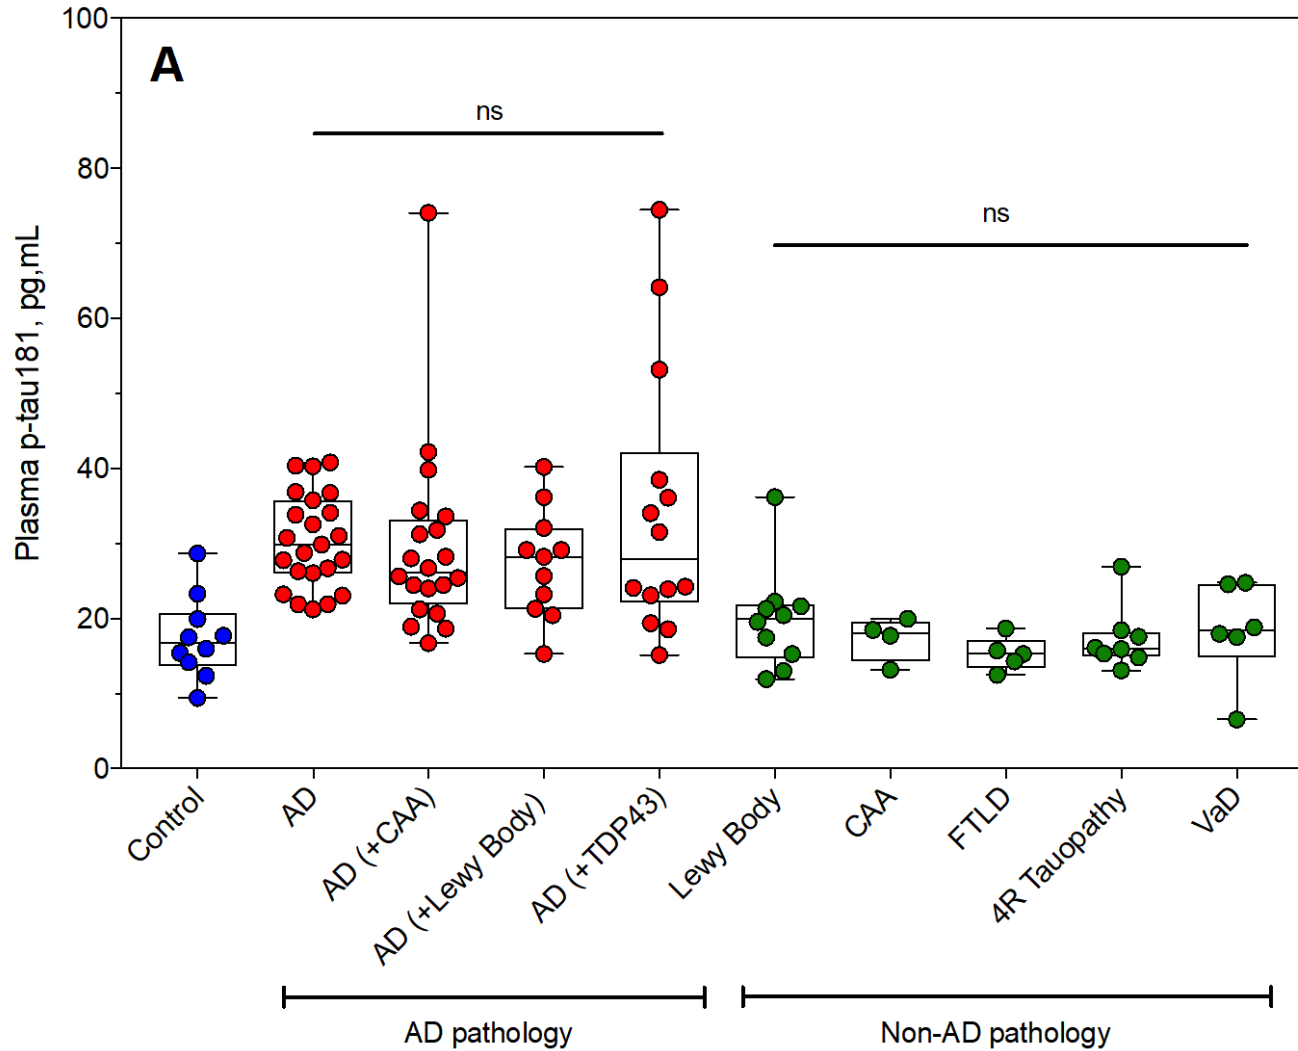 A
ns
ns
Plasma p-tau181, pg,mL
100
80
60
40
20
0
Control
AD
AD (+CAA)
AD (+Lewy Body)
AD (+TDP43)
Lewy Body
CAA
FTLD
4R Tauopathy
VaD
AD pathology
Non-AD pathology